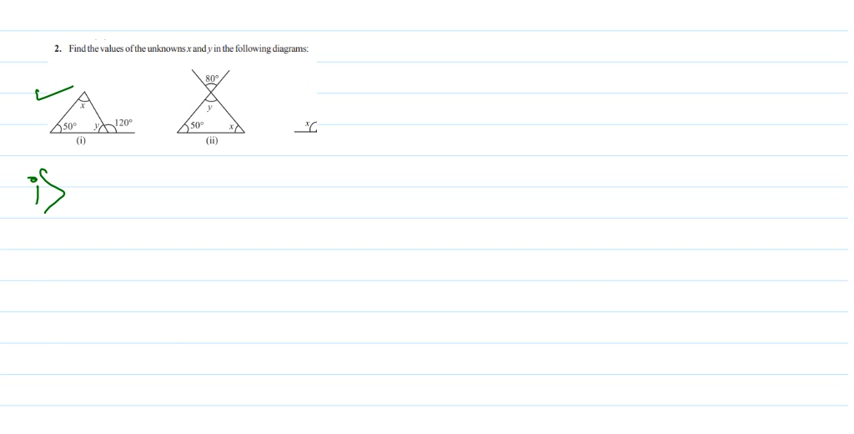 2. Find the values of the unknowns x and y in the following diagrams:
80°
x
y
50° y 120°
50° x
x
(i)
(ii)
i)